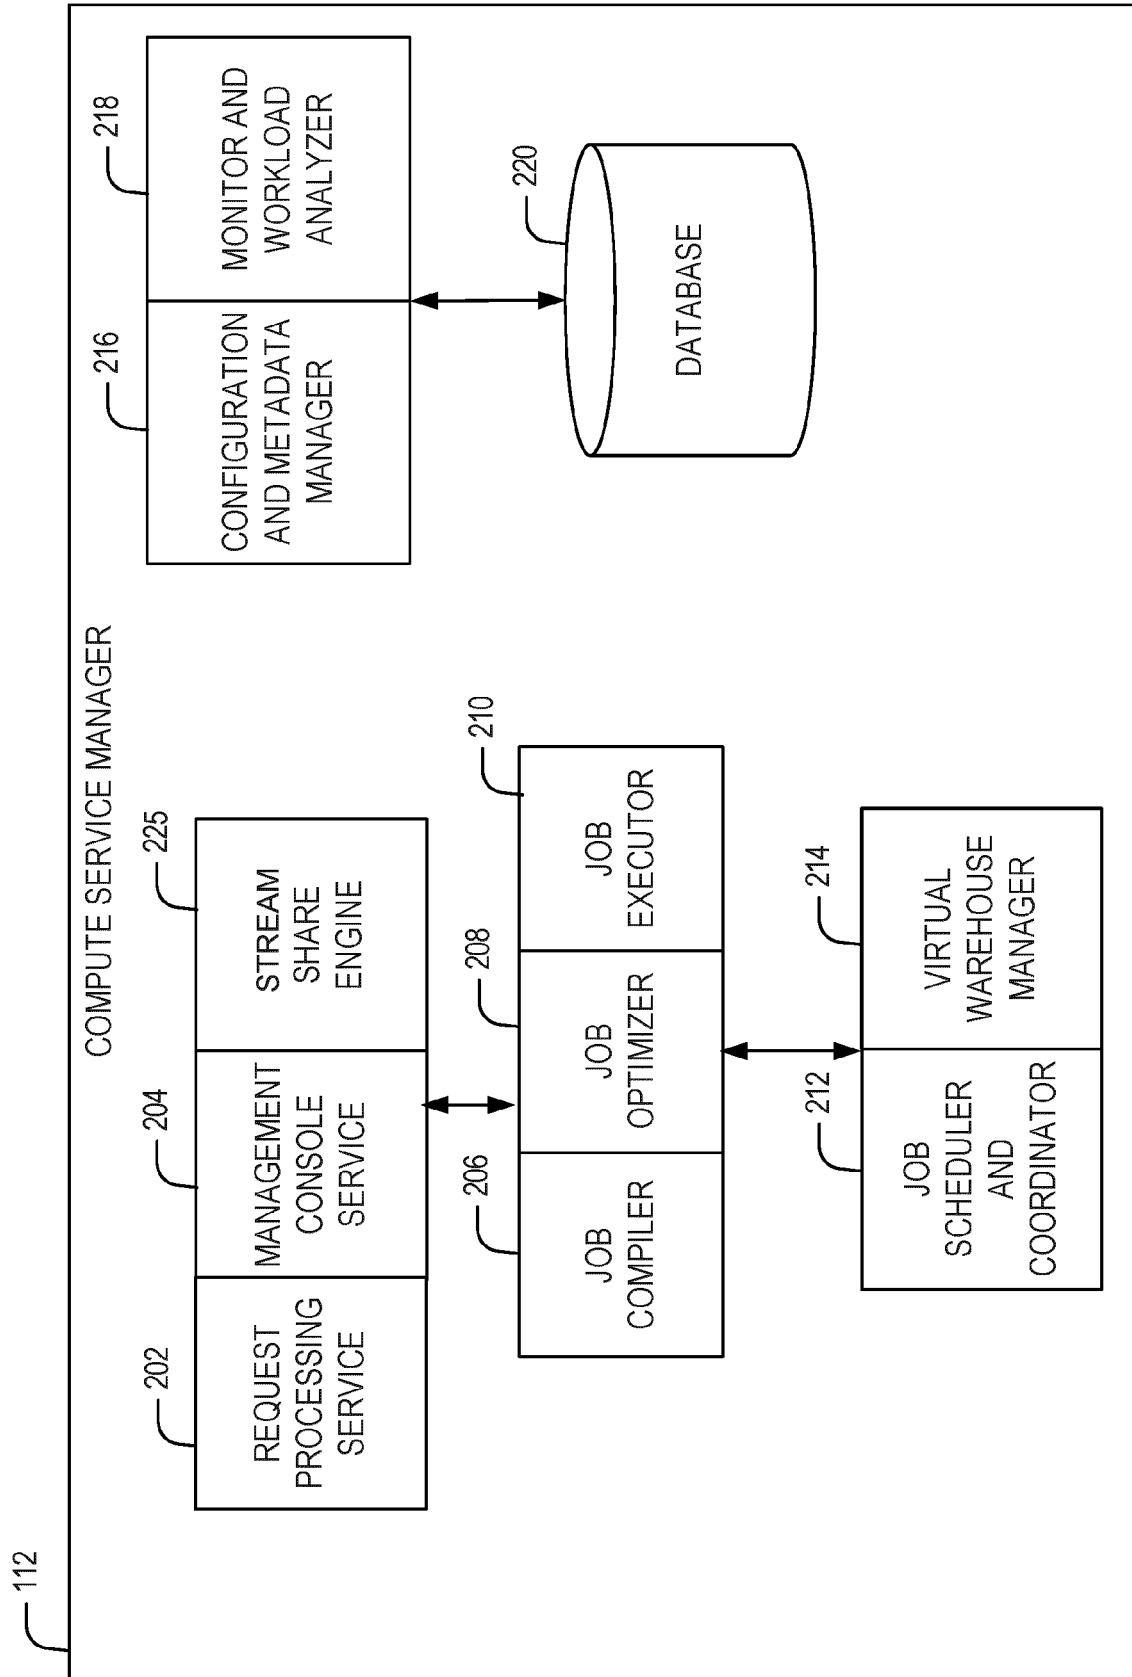 112
COMPUTE SERVICE MANAGER
202
REQUEST
PROCESSING
SERVICE
204
MANAGEMENT
CONSOLE
SERVICE
225
STREAM
SHARE
ENGINE
206
JOB
COMPILER
208
JOB
OPTIMIZER
210
JOB
EXECUTOR
212
JOB
SCHEDULER
AND
COORDINATOR
214
VIRTUAL
WAREHOUSE
MANAGER
216
CONFIGURATION
AND METADATA
MANAGER
218
MONITOR AND
WORKLOAD
ANALYZER
220
DATABASE